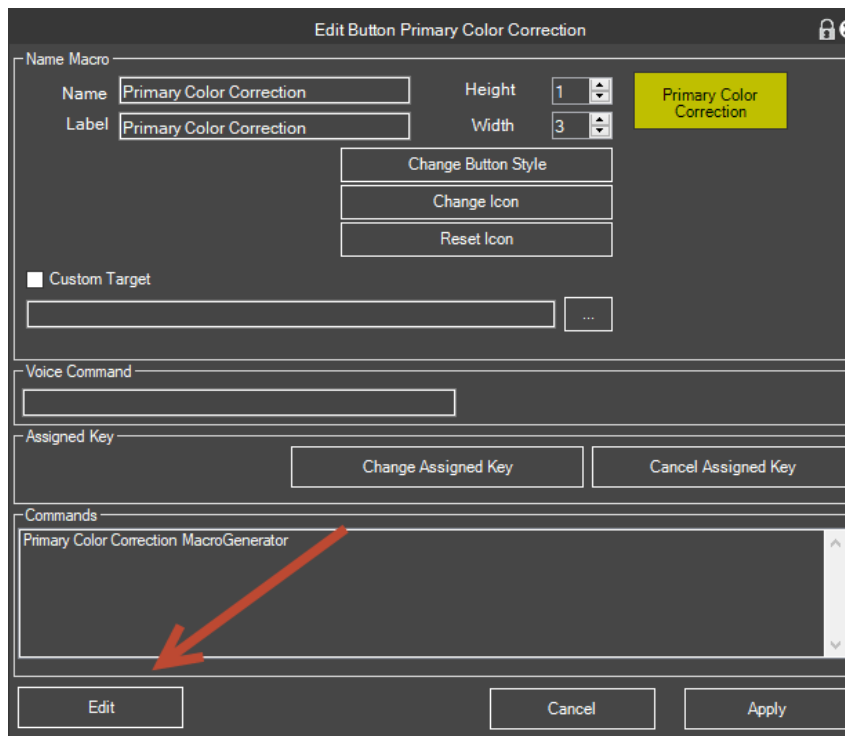 Edit Button Primary Color Correction
Name Macro
Name Primary Color Correction Height 1
Primary Color
Correction
Label Primary Color Correction Width 3
Change Button Style
Change Icon
Reset Icon
Custom Target
...
Voice Command
Assigned Key
Change Assigned Key Cancel Assigned Key
Commands
Primary Color Correction MacroGenerator
Edit Cancel Apply